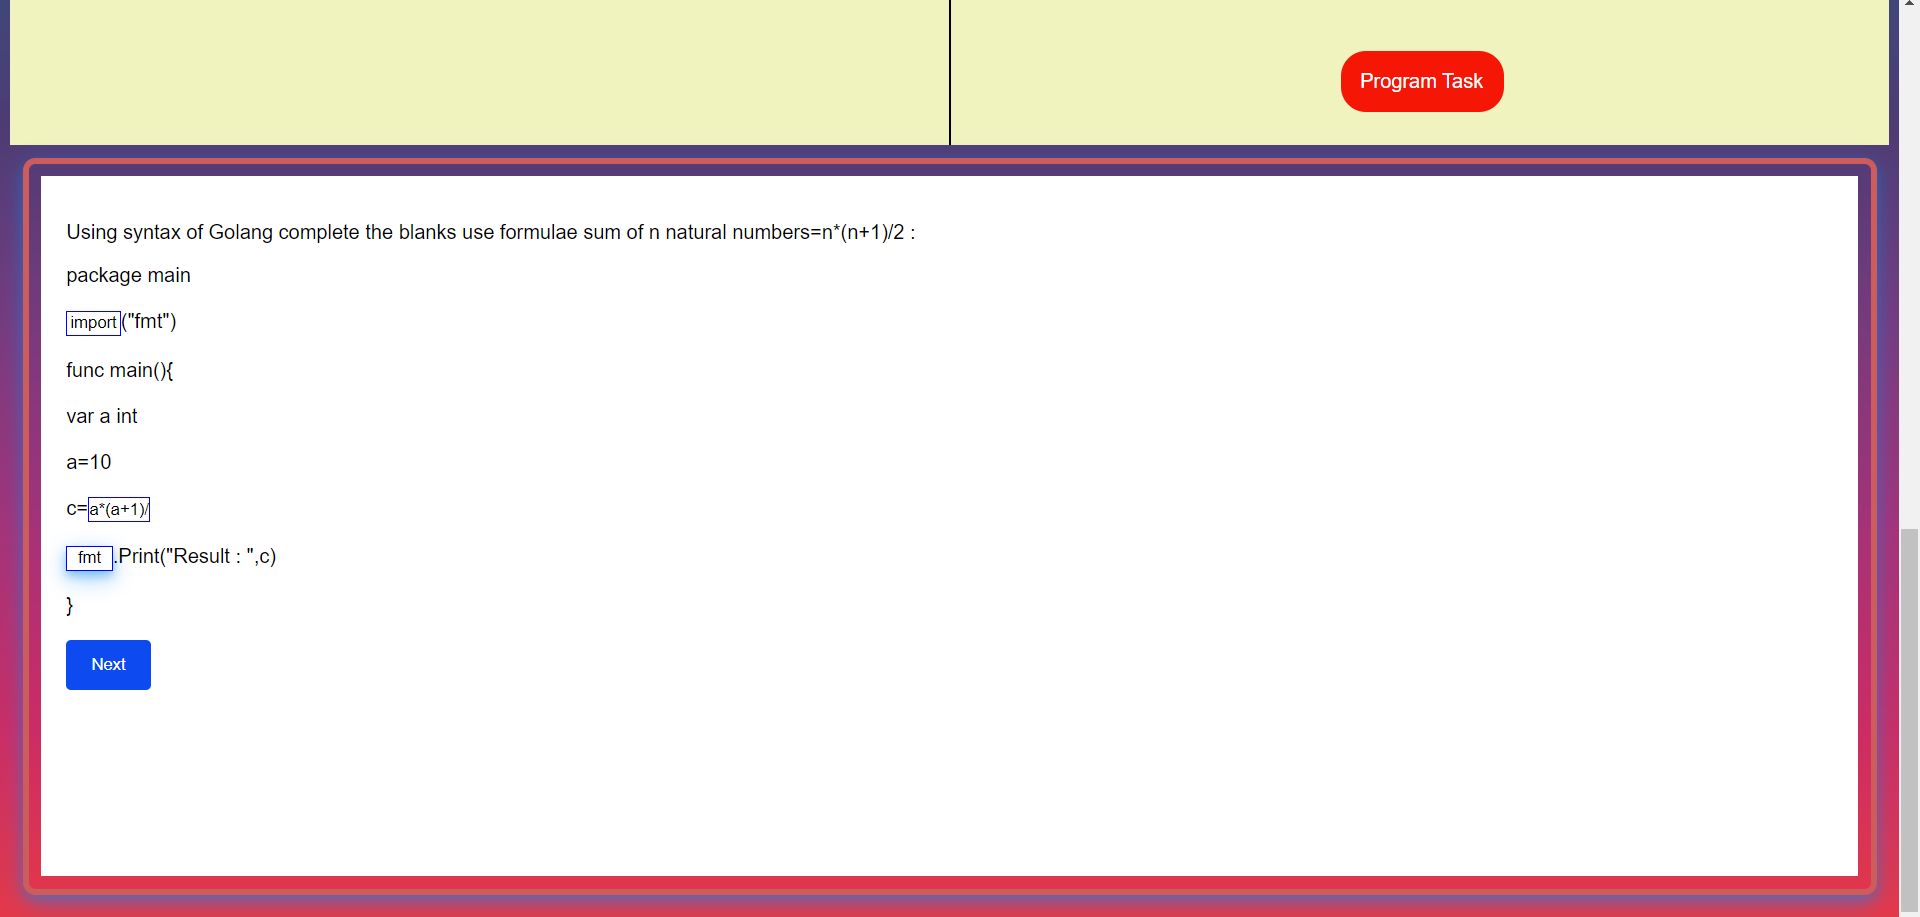 Program Task
Using syntax of Golang complete the blanks use formulae sum of n natural numbers=n*(n+1)/2 :
package main
import("fmt")
func main(){
var a int
a=10
c=a*(a+1)/
fmt.Print("Result : ",c)
}
Next